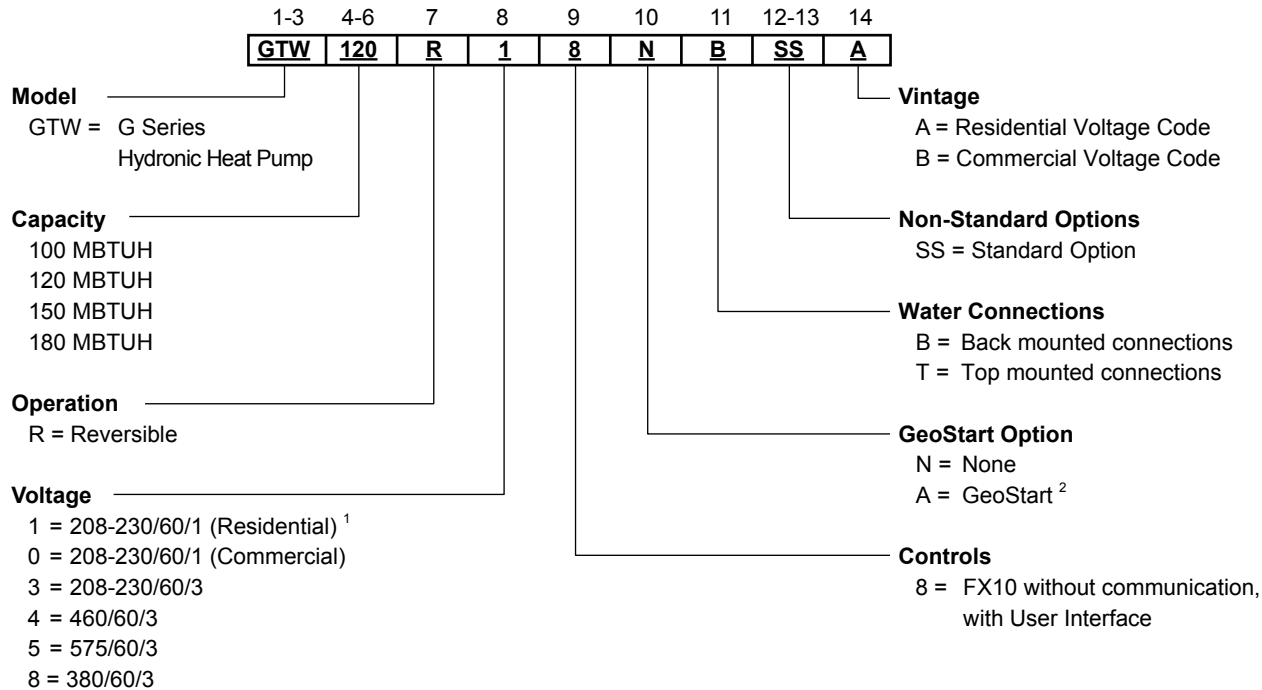 1-3 4-6 7 8 9 10 11 12-13 14
GTW 120 R 1 8 N B SS A
Model
GTW = G Series
Hydronic Heat Pump
Capacity
100 MBTUH
120 MBTUH
150 MBTUH
180 MBTUH
Operation
R = Reversible
Voltage
1 = 208-230/60/1 (Residential) 1
0 = 208-230/60/1 (Commercial)
3 = 208-230/60/3
4 = 460/60/3
5 = 575/60/3
8 = 380/60/3
Vintage
A = Residential Voltage Code
B = Commercial Voltage Code
Non-Standard Options
SS = Standard Option
Water Connections
B = Back mounted connections
T = Top mounted connections
GeoStart Option
N = None
A = GeoStart 2
Controls
8 = FX10 without communication,
with User Interface